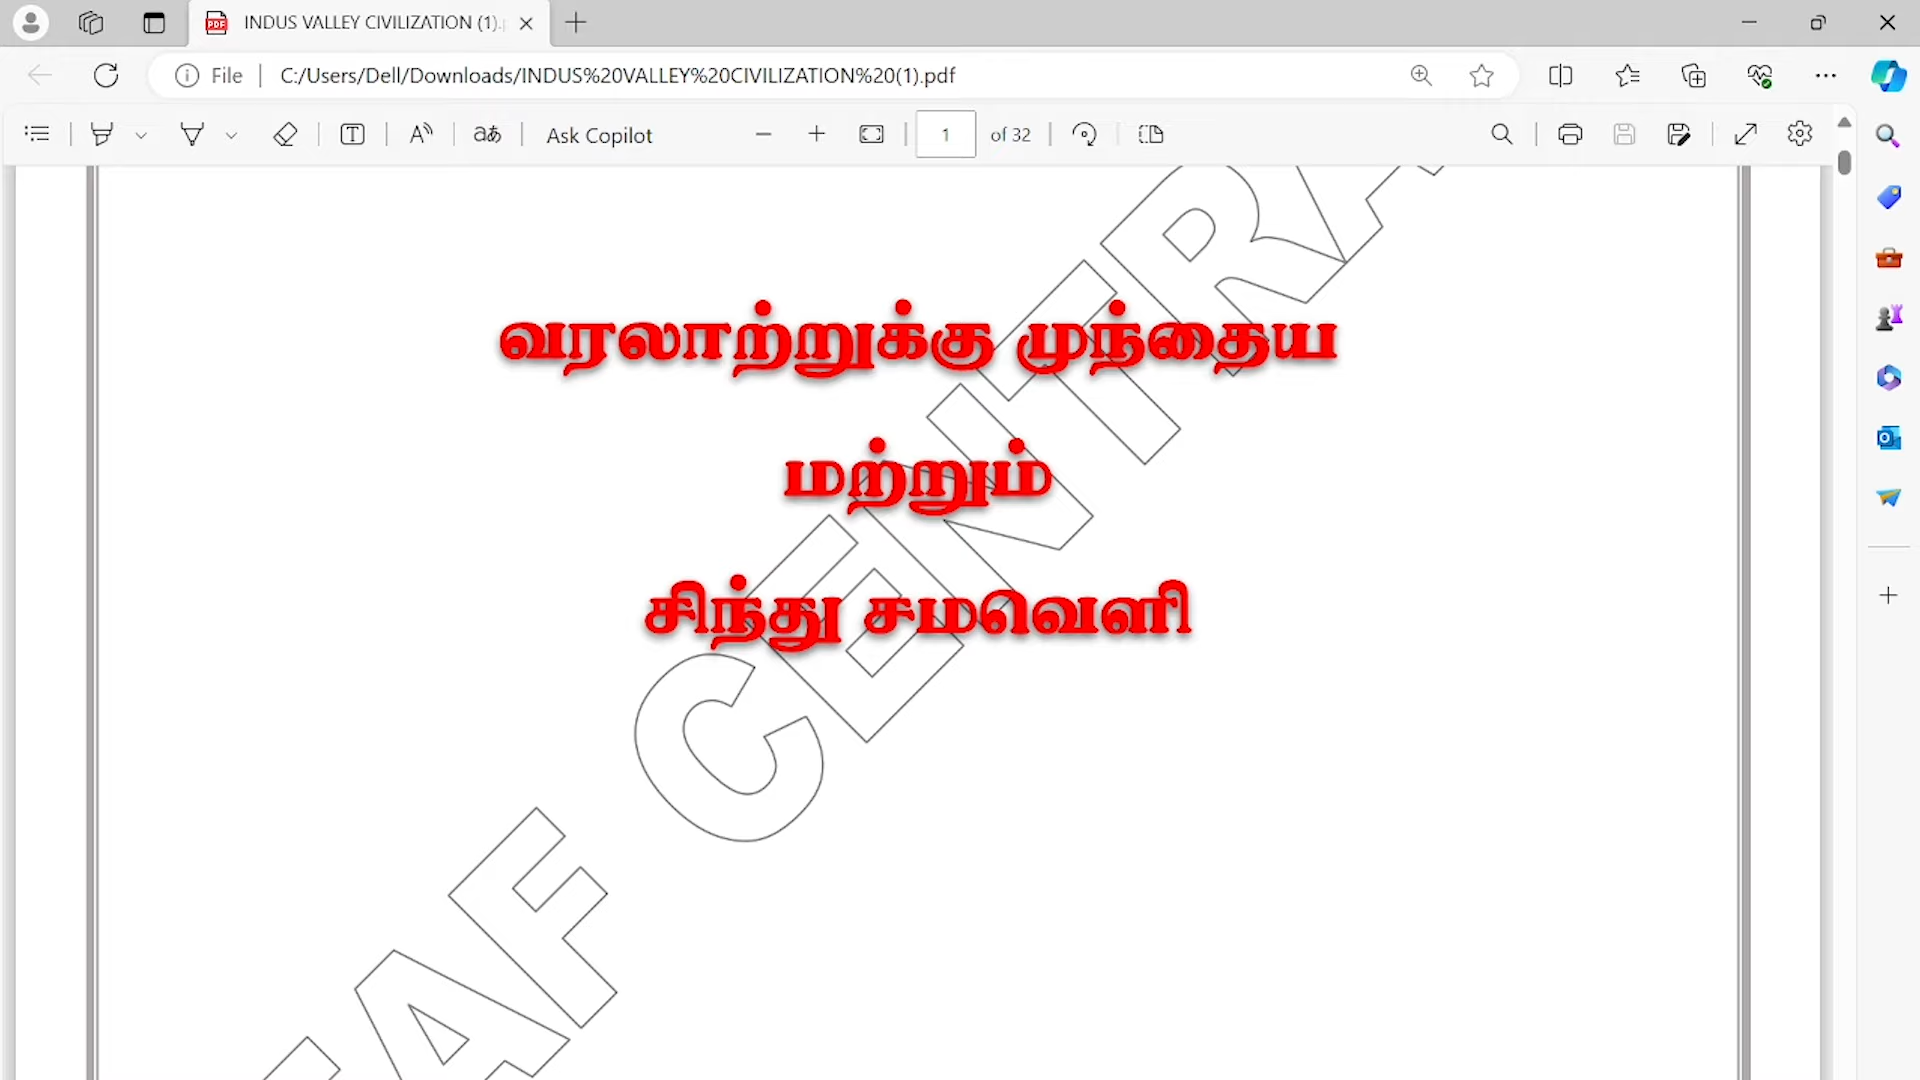 INDUS VALLEY CIVILIZATION (1).p
File
C:/Users/Dell/Downloads/INDUS%20VALLEY%20CIVILIZATION%20(1).pdf
Ask Copilot
1 of 32
வரலாற்றுக்கு முந்தைய
மற்றும்
சிந்து சமவெளி
AF CENTRA